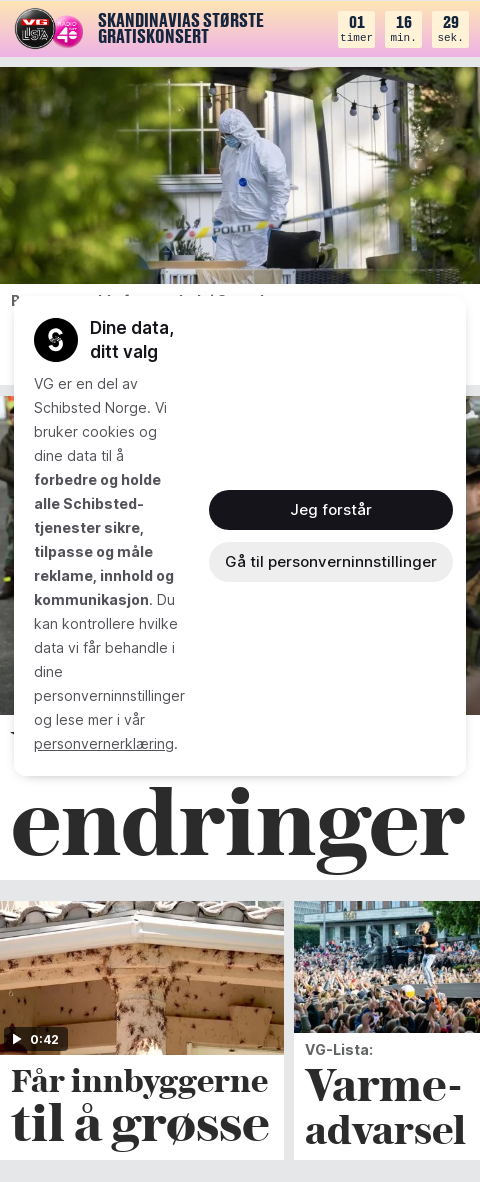 VG
LISTA
RADIO
40
SKANDINAVIAS STØRSTE
GRATISKONSERT
01
timer
16
min.
29
sek.
POLITI
Dine data,
ditt valg
VG er en del av
Schibsted Norge. Vi
bruker cookies og
dine data til å
forbedre og holde
alle Schibsted-
tjenester sikre,
tilpasse og måle
reklame, innhold og
kommunikasjon. Du
kan kontrollere hvilke
data vi får behandle i
dine
personverninnstillinger
og lese mer i vår
personvernerklæring.
Jeg forstår
Gå til personverninnstillinger
endringer
0:42
Får innbyggerne
til å grøsse
VG-Lista:
Varme-
advarsel